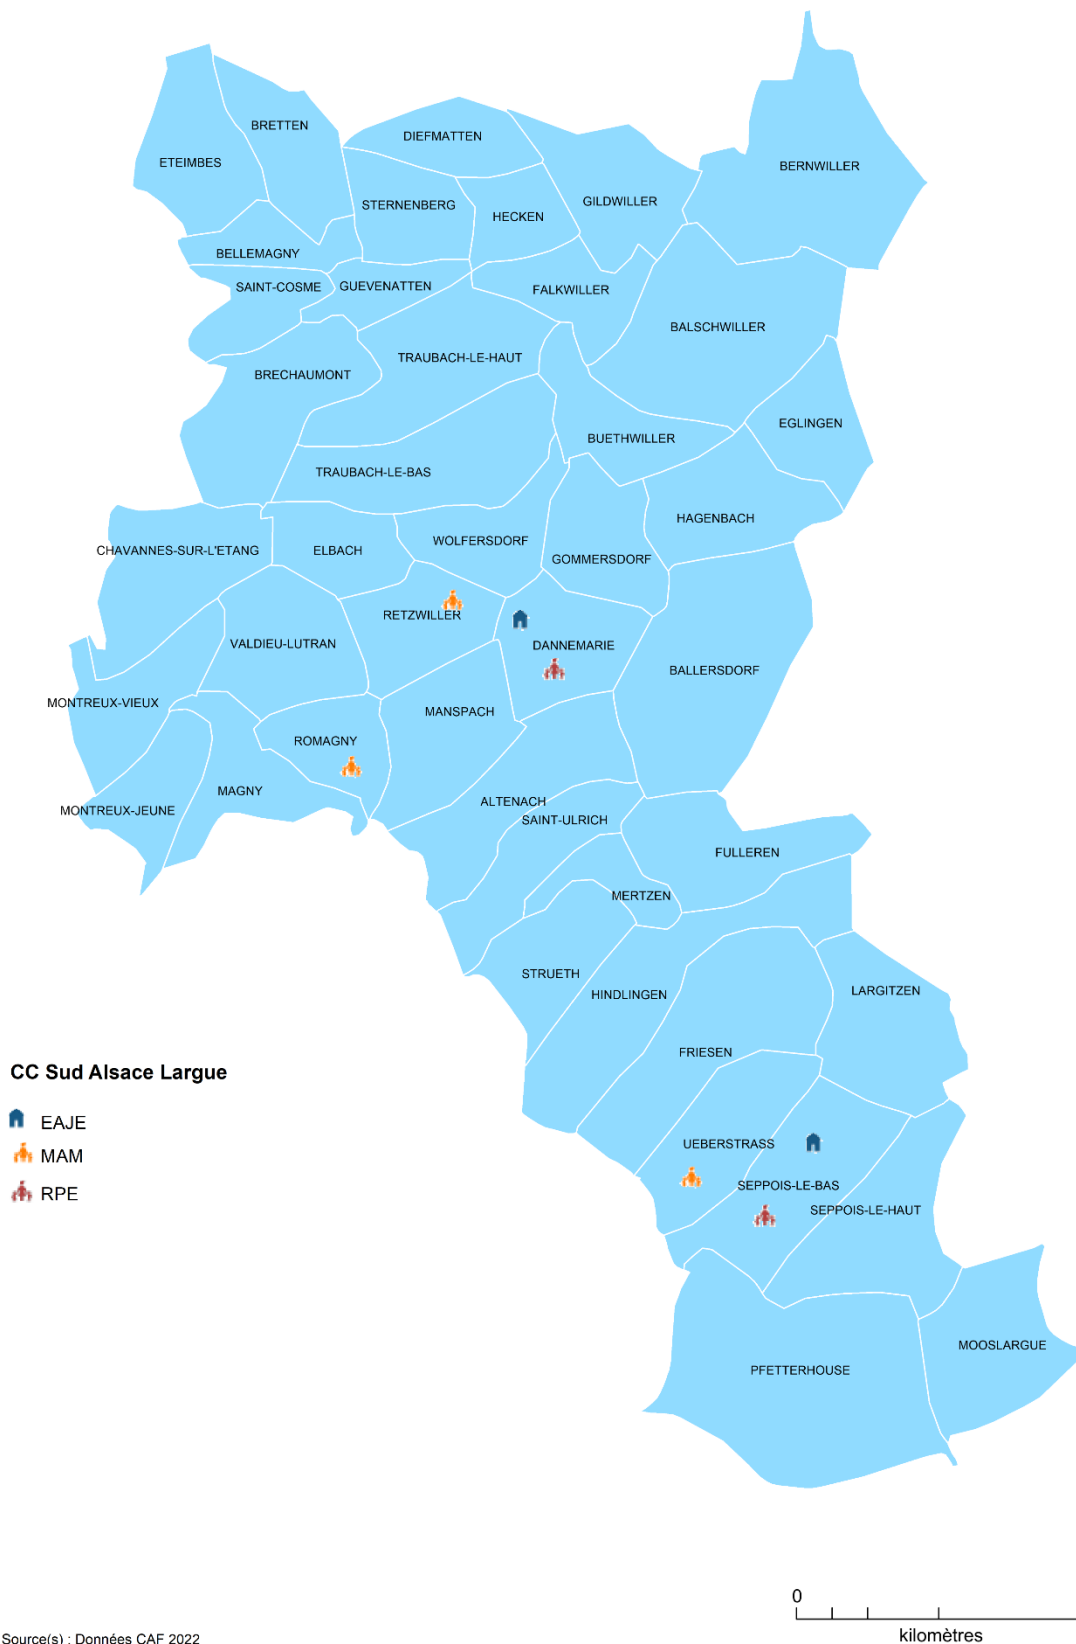 BRETTEN
DIEFMATTEN
ETEIMBES
BERNWILLER
STERNENBERG
GILDWILLER
HECKEN
BELLEMAGNY
SAINT-COSME
GUEVENATTEN
FALKWILLER
BALSCHWILLER
TRAUBACH-LE-HAUT
BRECHAUMONT
EGLINGEN
BUETHWILLER
TRAUBACH-LE-BAS
HAGENBACH
WOLFERSDORF
CHAVANNES-SUR-L'ETANG
ELBACH
GOMMERSDORF
RETZWILLER
VALDIEU-LUTRAN
DANNEMARIE
BALLERSDORF
MONTREUX-VIEUX
MANSPACH
ROMAGNY
MAGNY
ALTENACH
MONTREUX-JEUNE
SAINT-ULRICH
FULLEREN
MERTZEN
STRUETH
HINDLINGEN
LARGITZEN
FRIESEN
CC Sud Alsace Largue
EAJE
MAM
RPE
UEBERSTRASS
SEPPOIS-LE-BAS
SEPPOIS-LE-HAUT
MOOSLARGUE
PFETTERHOUSE
0
kilomètres
Source(s) : Données CAF 2022